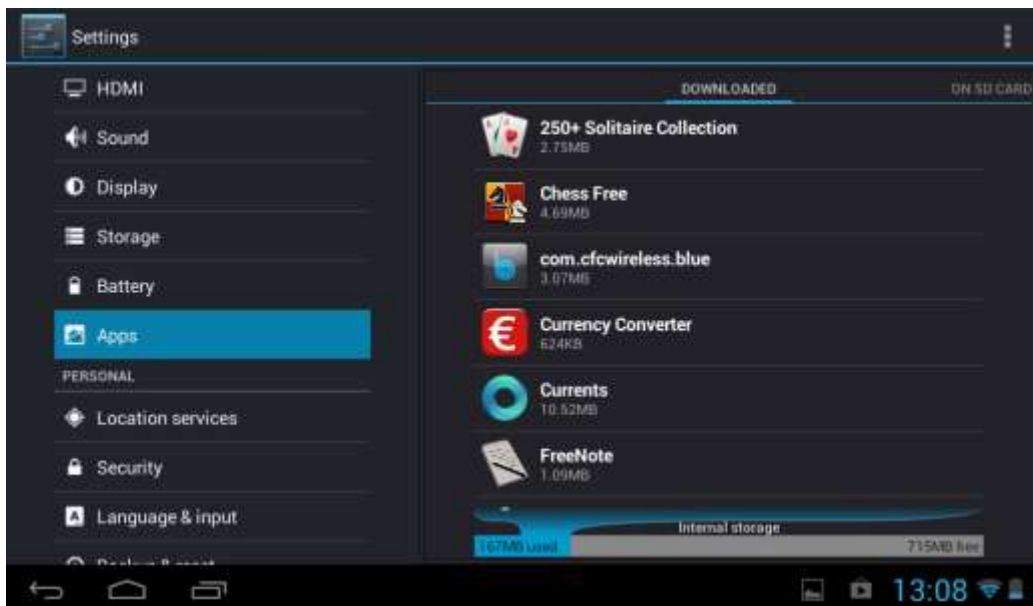 Settings
HDMI
Sound
Display
Storage
Battery
Apps
PERSONAL
Location services
Security
Language & input
DOWNLOADED
ON SD CARD
250+ Solitaire Collection
2.75MB
Chess Free
4.69MB
com.cfcwireless.blue
3.07MB
Currency Converter
624KB
Currents
10.52MB
FreeNote
1.09MB
Internal storage
167MB used
715MB free
13:08